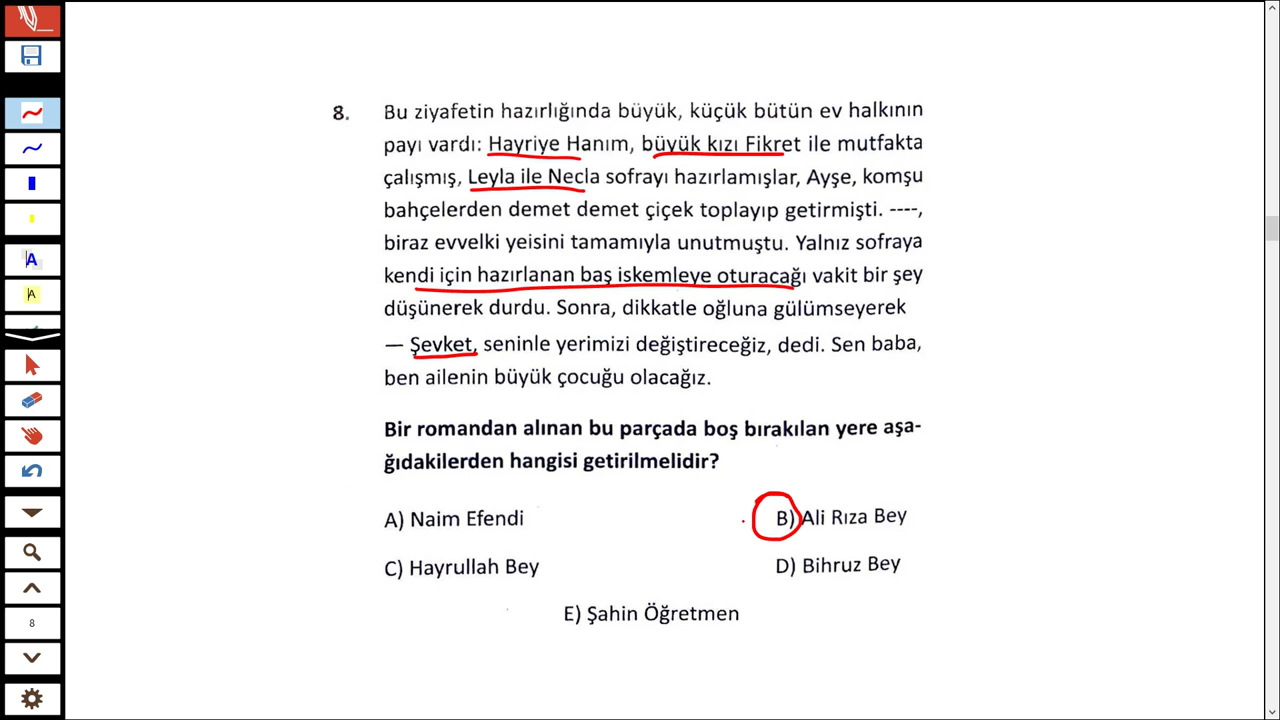 8. Bu ziyafetin hazırlığında büyük, küçük bütün ev halkının
payı vardı: Hayriye Hanım, büyük kızı Fikret ile mutfakta
çalışmış, Leyla ile Necla sofrayı hazırlamışlar, Ayşe, komşu
bahçelerden demet demet çiçek toplayıp getirmişti. ----,
biraz evvelki yeisini tamamıyla unutmuştu. Yalnız sofraya
kendi için hazırlanan baş iskemleye oturacağı vakit bir şey
düşünerek durdu. Sonra, dikkatle oğluna gülümseyerek
— Şevket, seninle yerimizi değiştireceğiz, dedi. Sen baba,
ben ailenin büyük çocuğu olacağız.
Bir romandan alınan bu parçada boş bırakılan yere aşa-
ğıdakilerden hangisi getirilmelidir?
A) Naim Efendi B) Ali Rıza Bey
C) Hayrullah Bey D) Bihruz Bey
E) Şahin Öğretmen
A
A
8